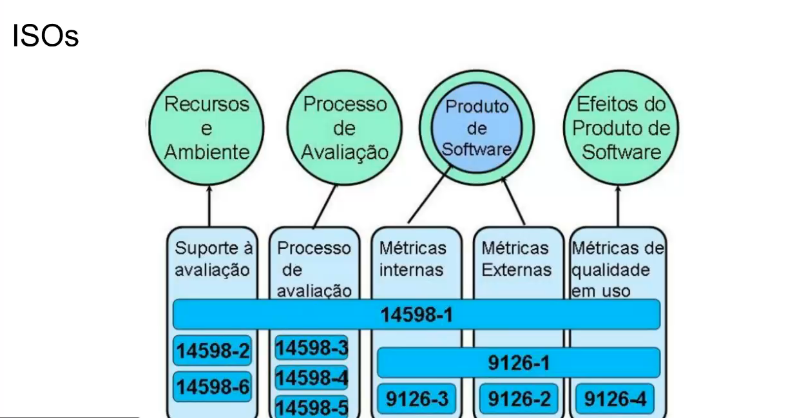 ISOs
Recursos
e
Ambiente
Processo
de
Avaliação
Produto
de
Software
Efeitos do
Produto de
Software
Suporte à
avaliação
Processo
de
avaliação
Métricas
internas
Métricas
Externas
Métricas de
qualidade
em uso
14598-1
14598-2
14598-6
14598-3
14598-4
14598-5
9126-1
9126-3
9126-2
9126-4